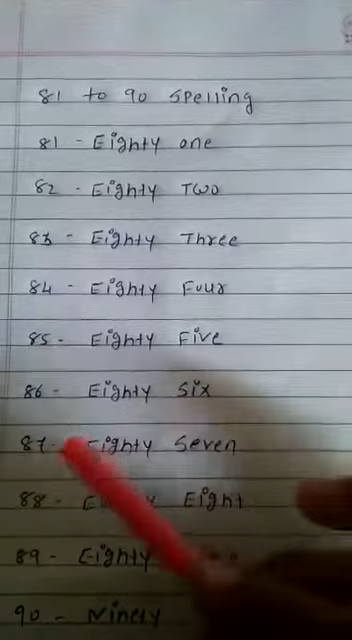 81 to 90 Spelling
81 - Eighty one
82 - Eighty Two
83 - Eighty Three
84 - Eighty Four
85 - Eighty Five
86 - Eighty Six
87 - Eighty Seven
88 - Eight
89 - Eighty
90 - Ninety